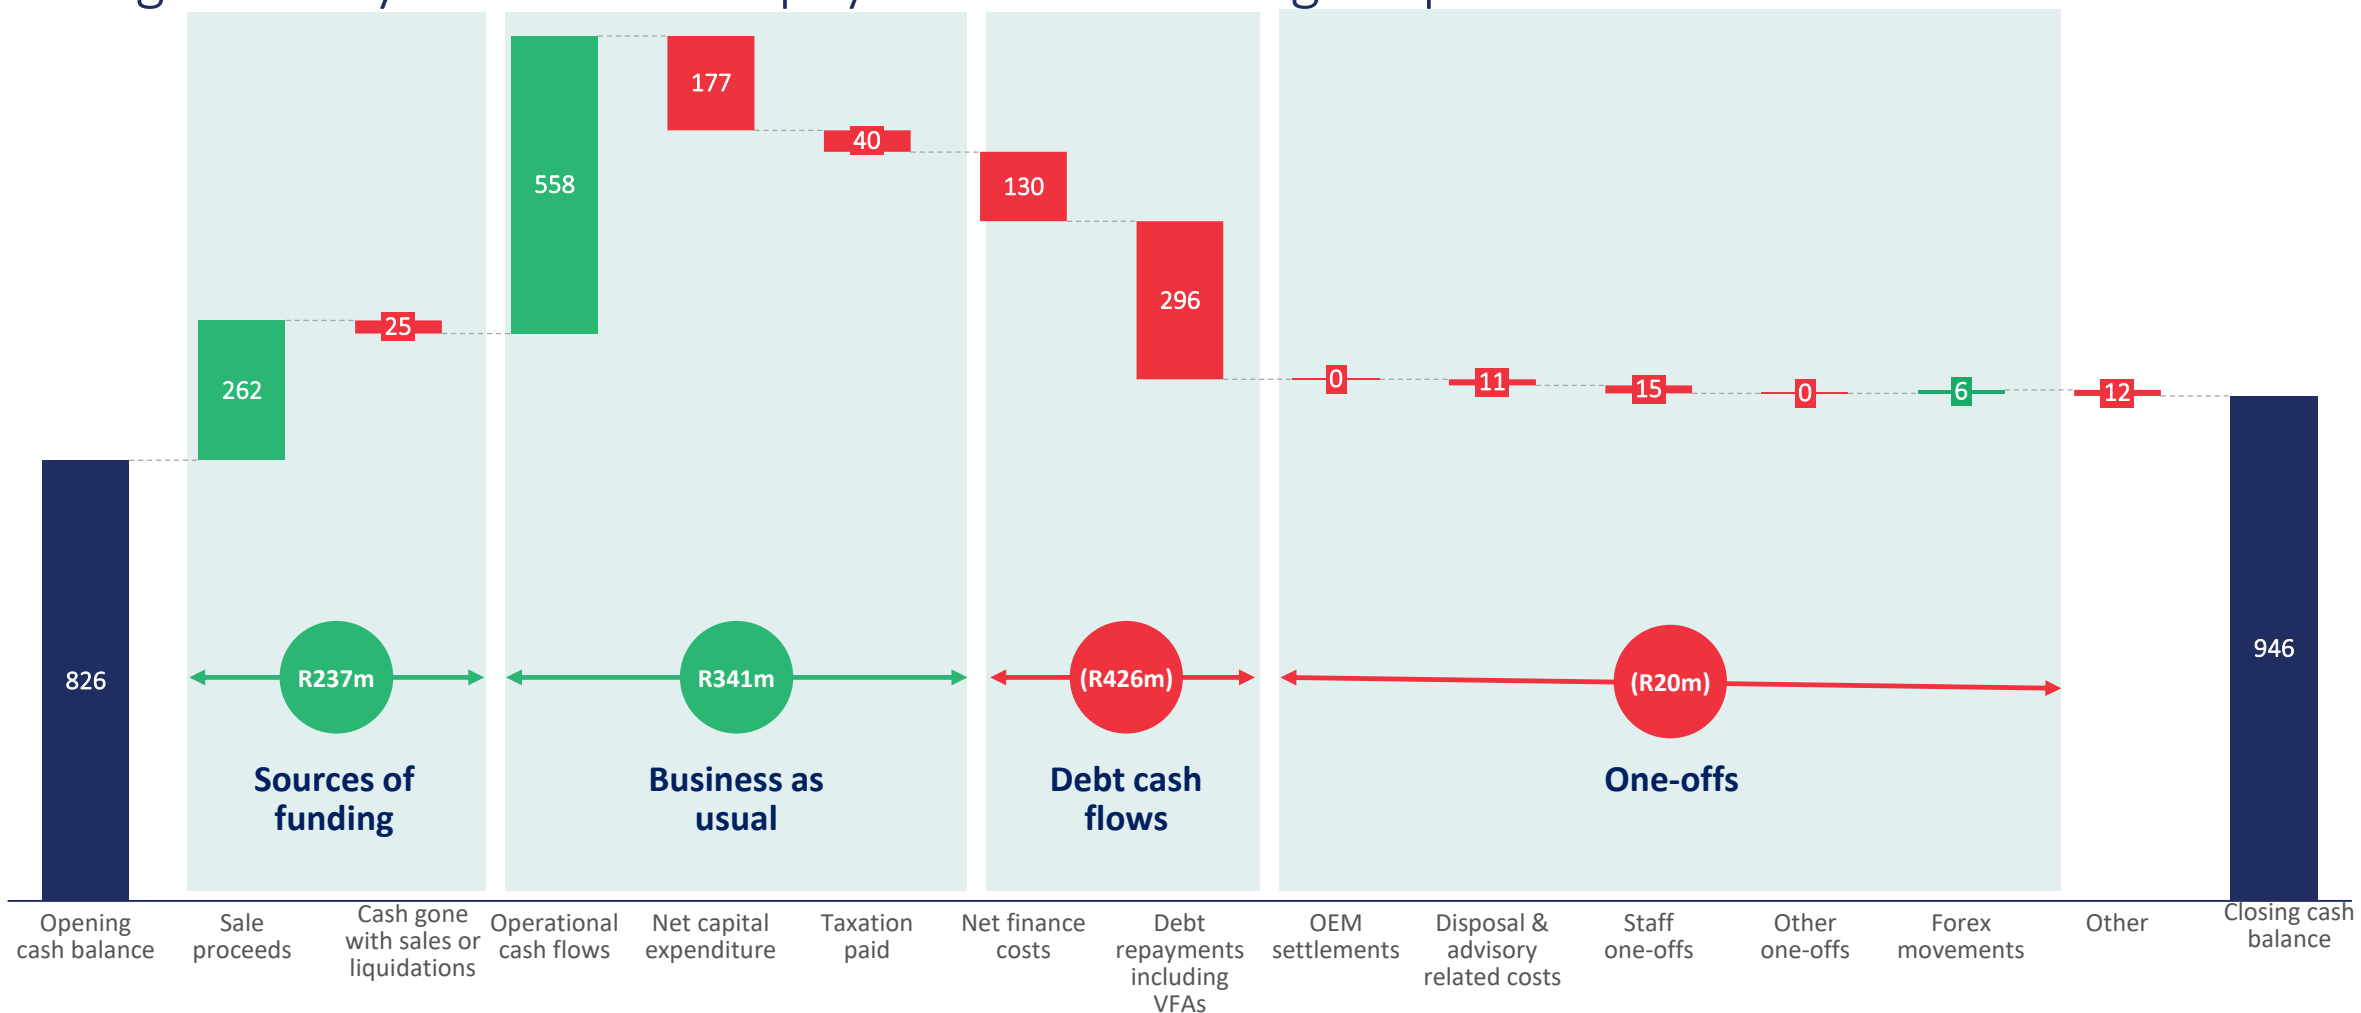 177
40
558
130
296
25
262
0
11
15
0
6
12
826
946
R237m
R341m
(R426m)
(R20m)
Sources of
funding
Business as
usual
Debt cash
flows
One-offs
Opening
cash balance
Sale
proceeds
Cash gone
with sales or
liquidations
Operational
cash flows
Net capital
expenditure
Taxation
paid
Net finance
costs
Debt
repayments
including
VFAs
OEM
settlements
Disposal &
advisory
related costs
Staff
one-offs
Other
one-offs
Forex
movements
Other
Closing cash
balance